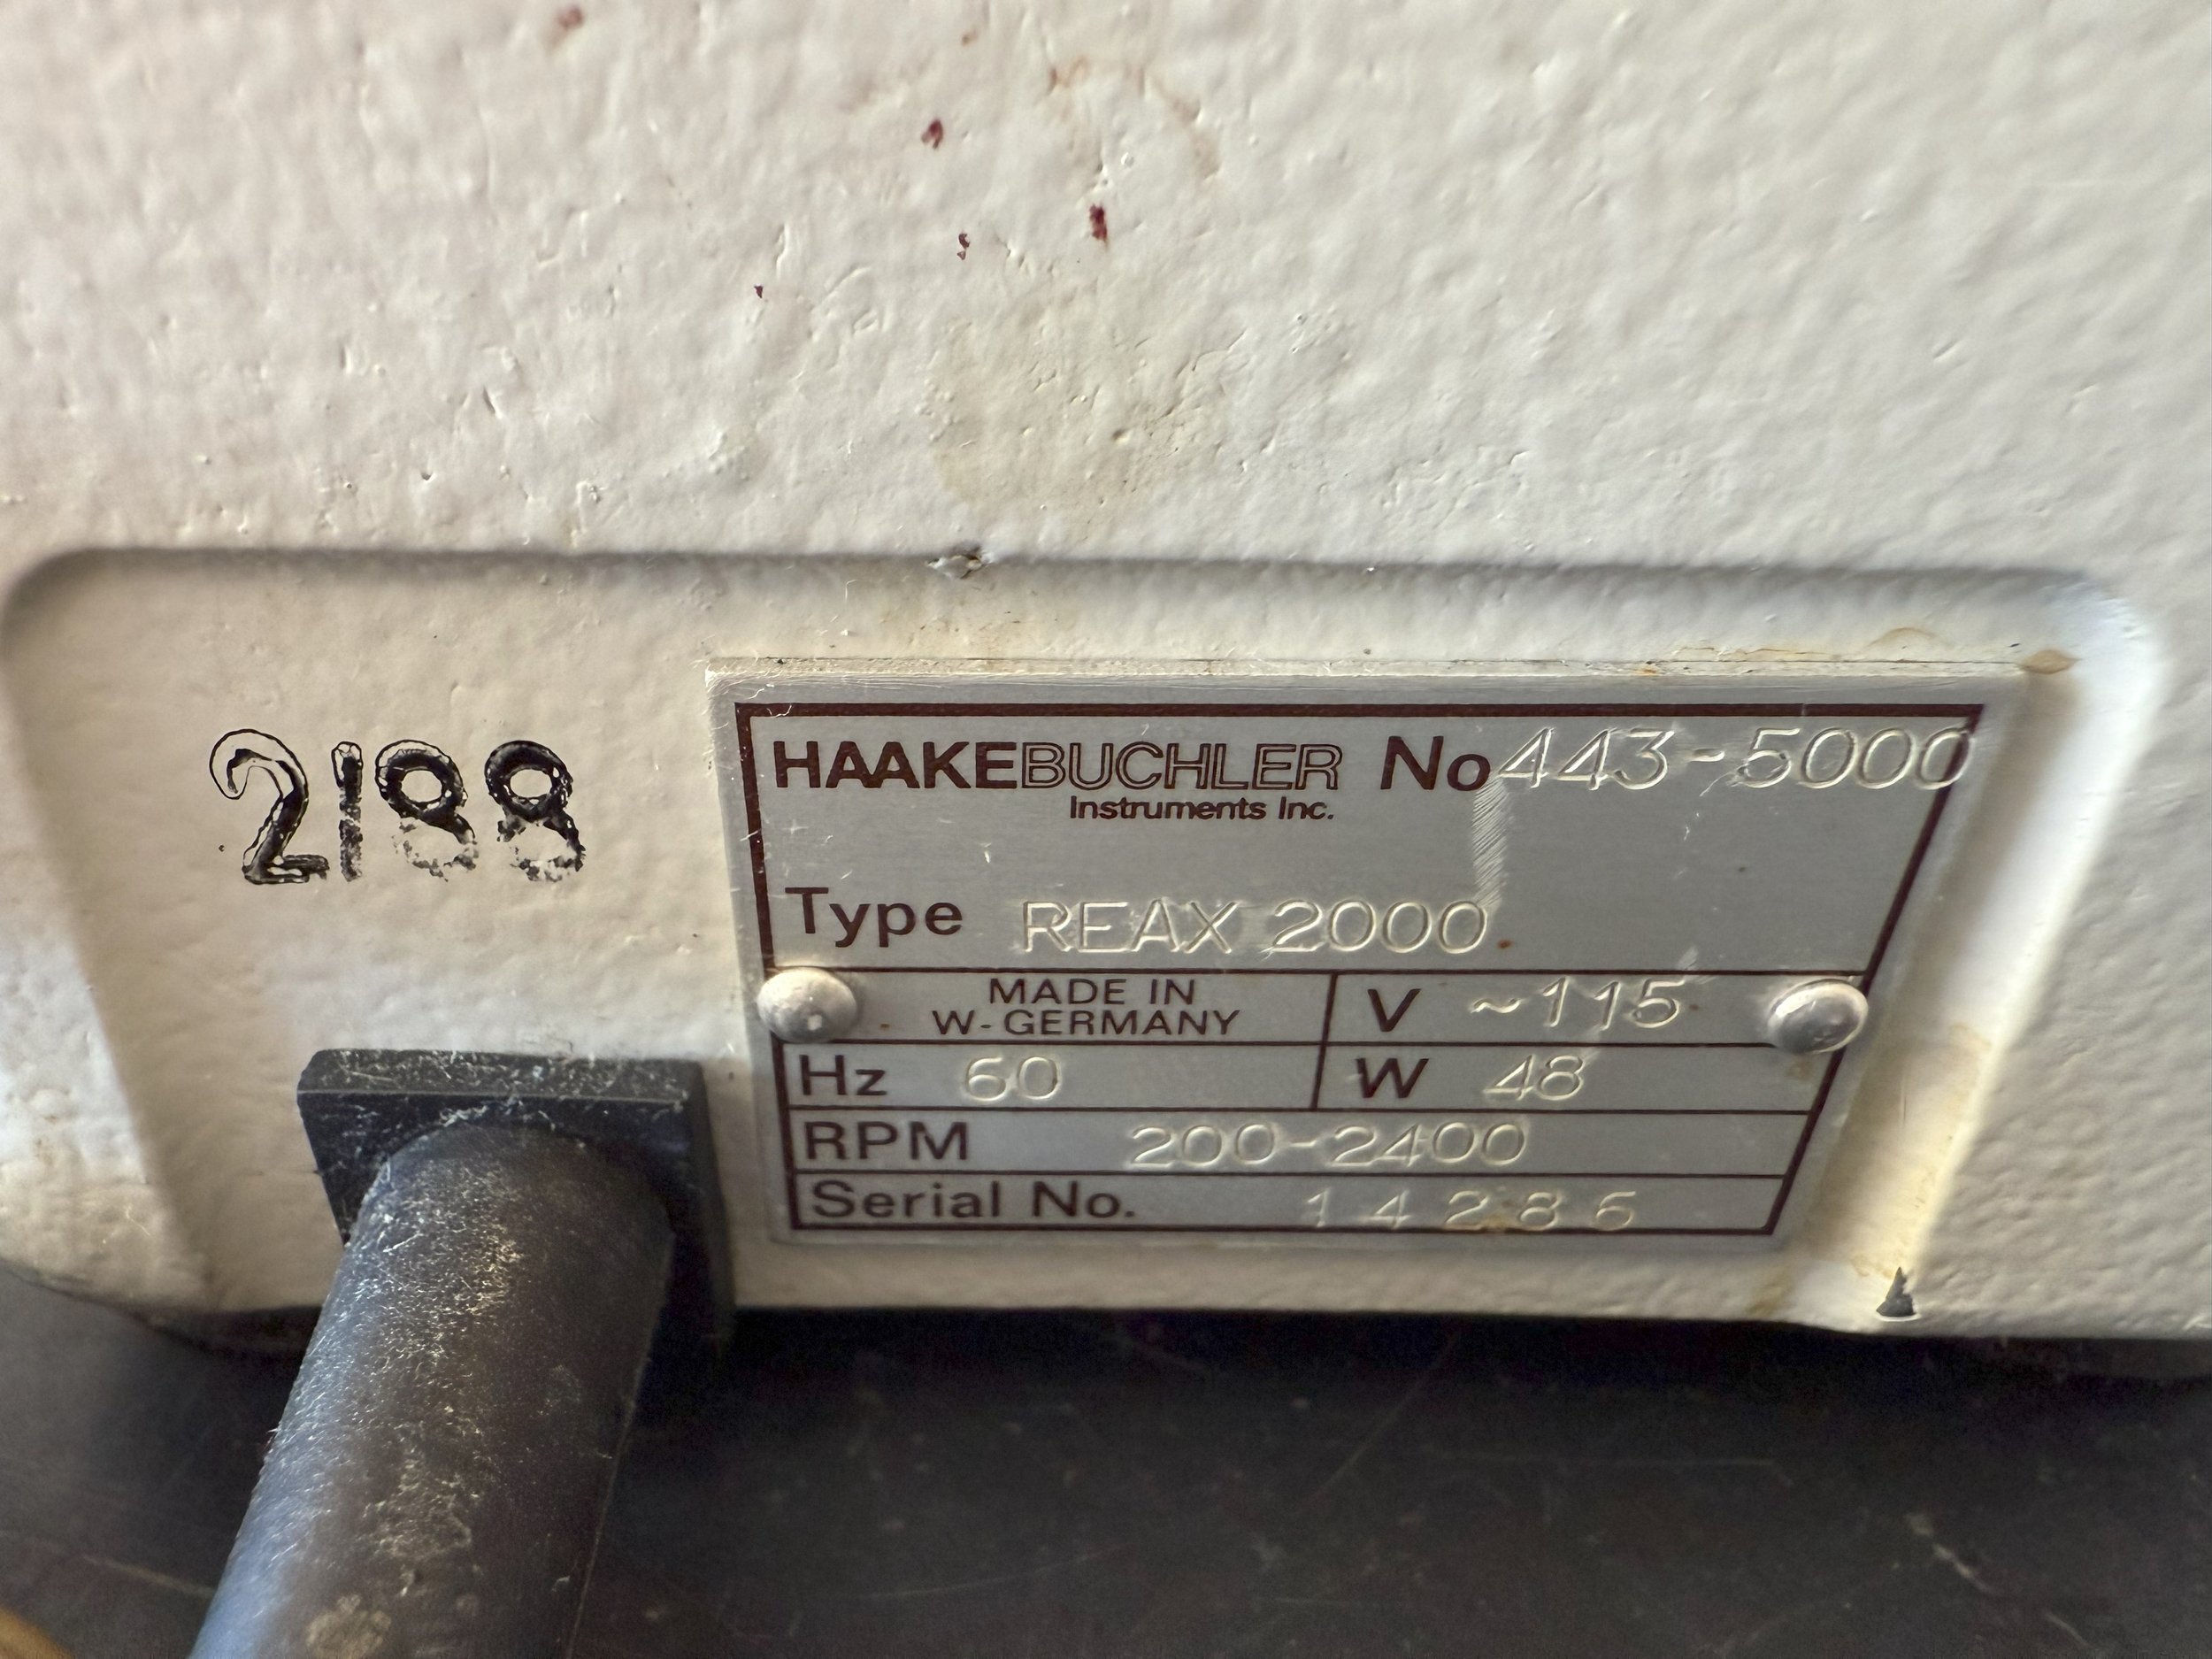 HAAKEBUCHLER No 443-5000
Instruments Inc.
Type REAX 2000
2188
MADE IN
W-GERMANY
V ~115
Hz 60
W 48
RPM 200-2400
Serial No. 14286